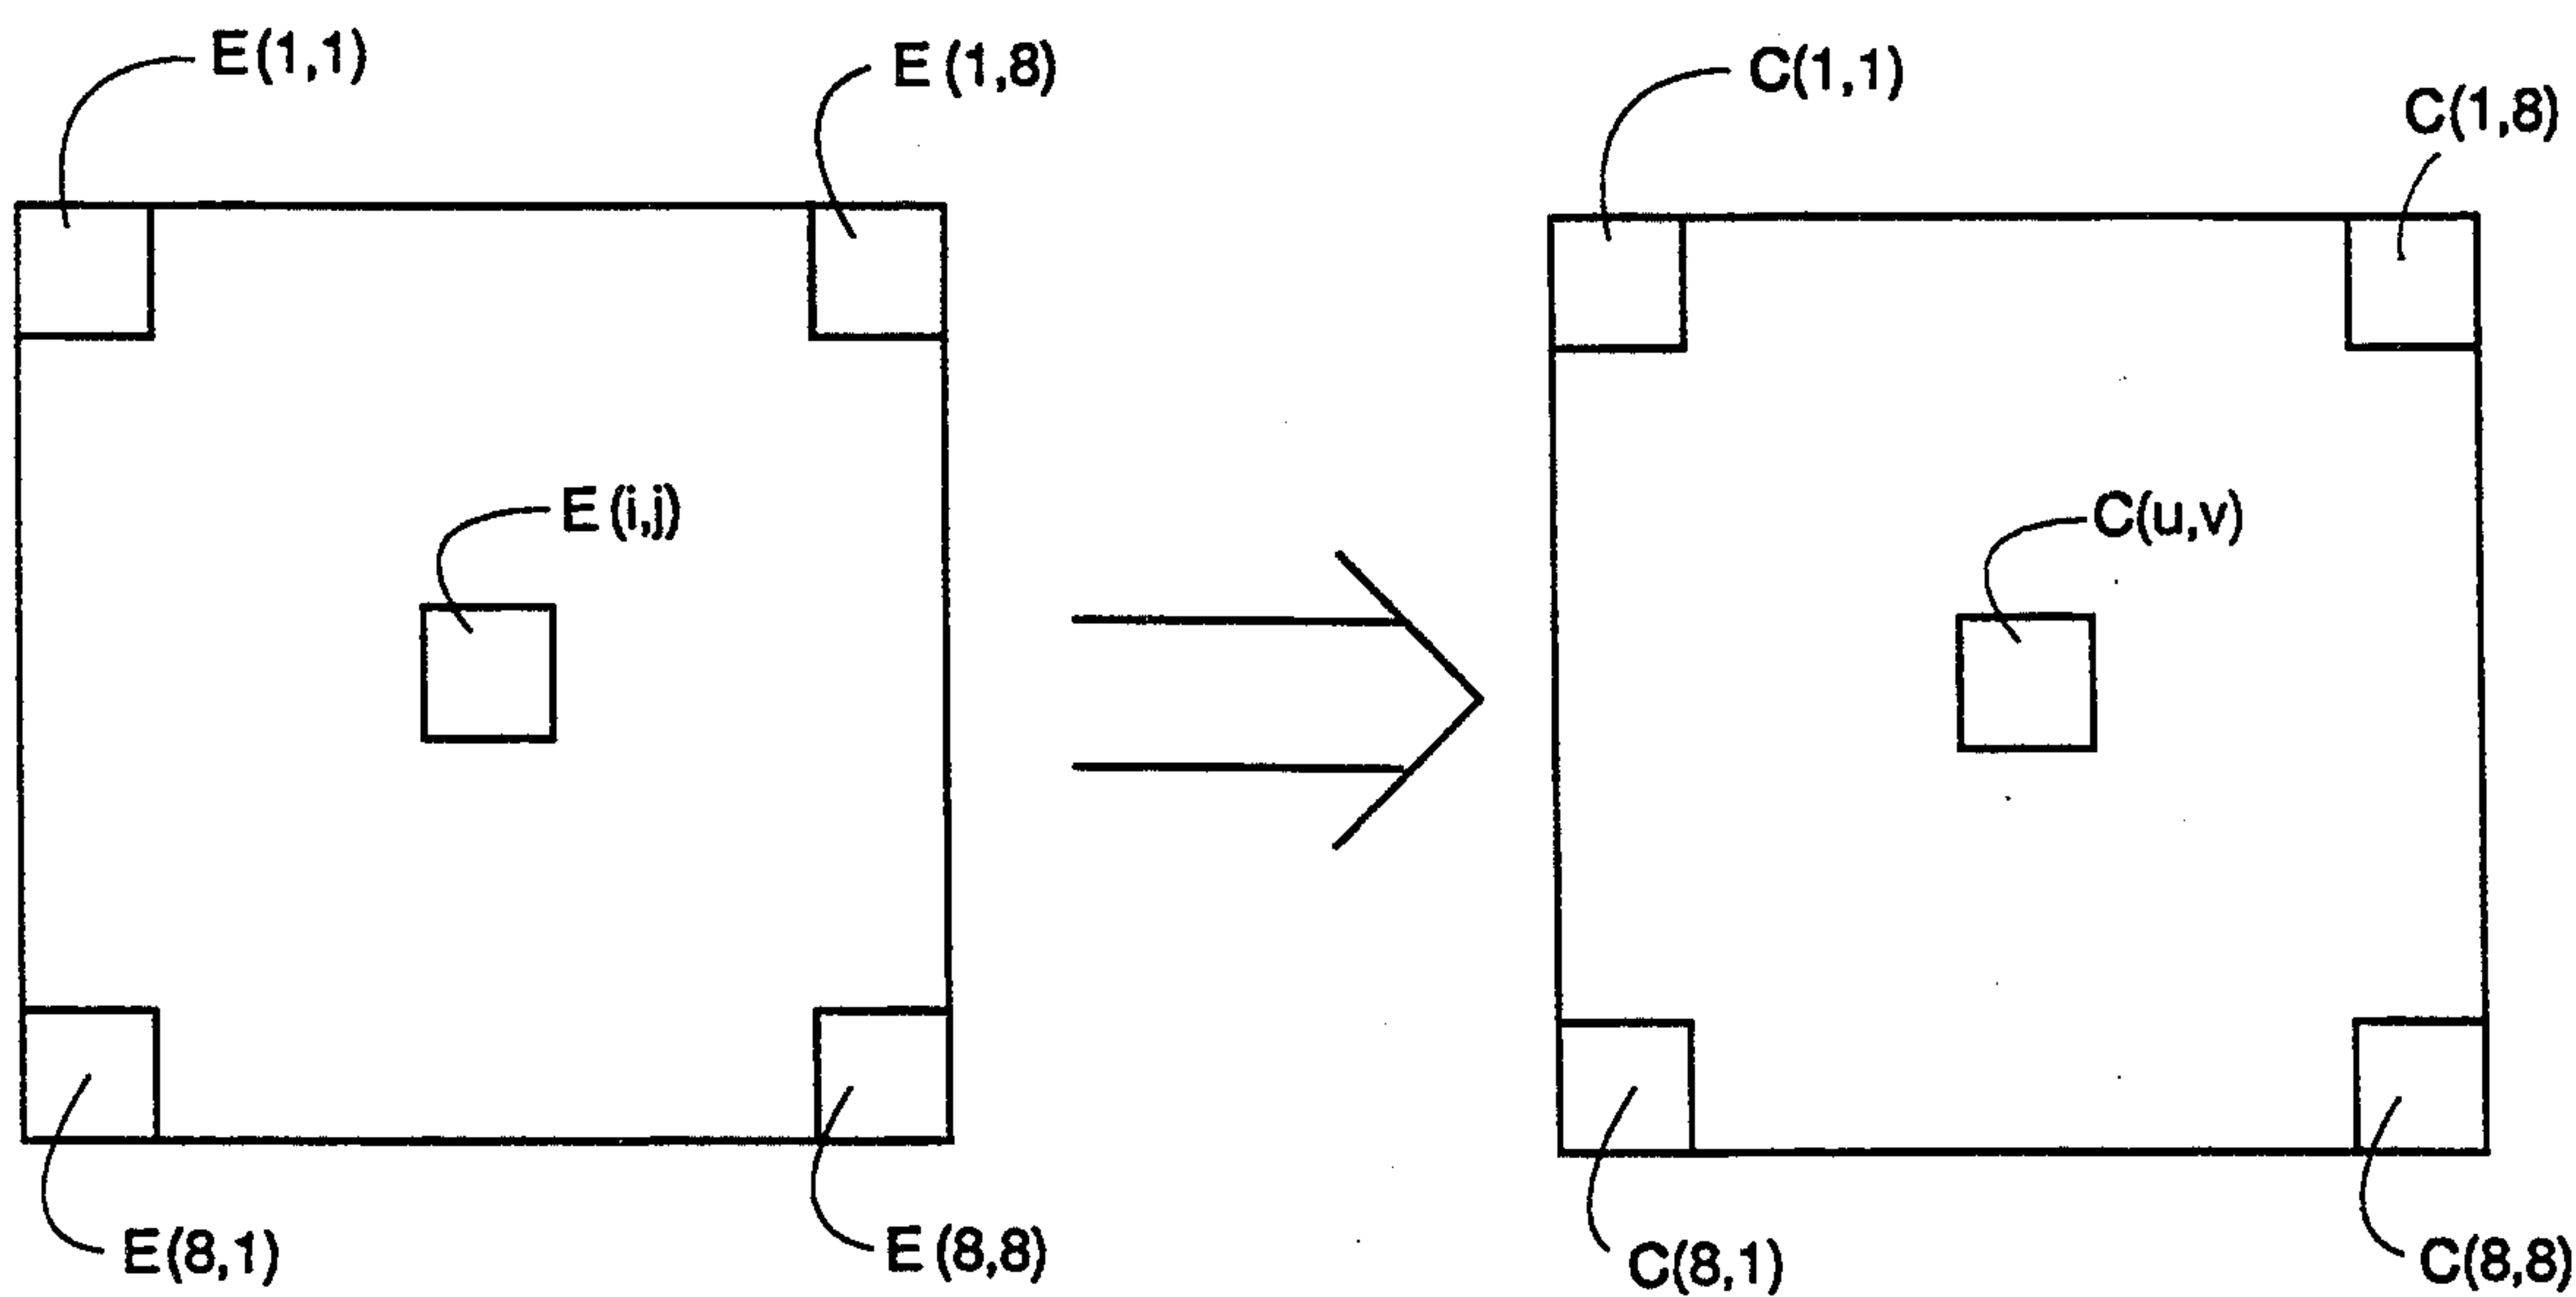 E(1,1)
E(1,8)
C(1,1)
C(1,8)
E(i,j)
C(u,v)
E(8,1)
E(8,8)
C(8,1)
C(8,8)